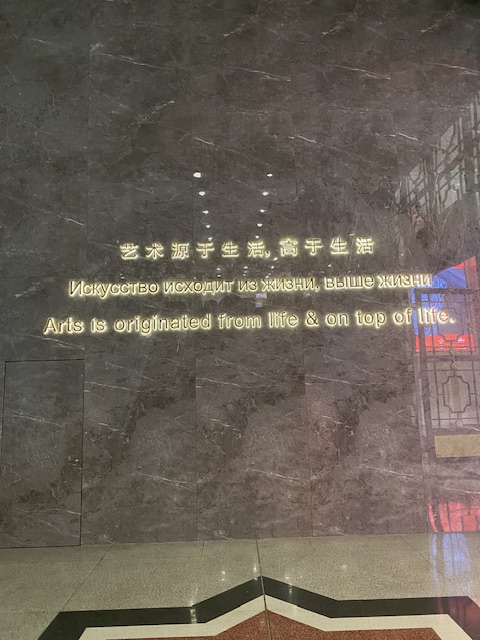 艺术源于生活, 高于生活
Искусство исходит из жизни, выше жизни
Arts is originated from life & on top of life.